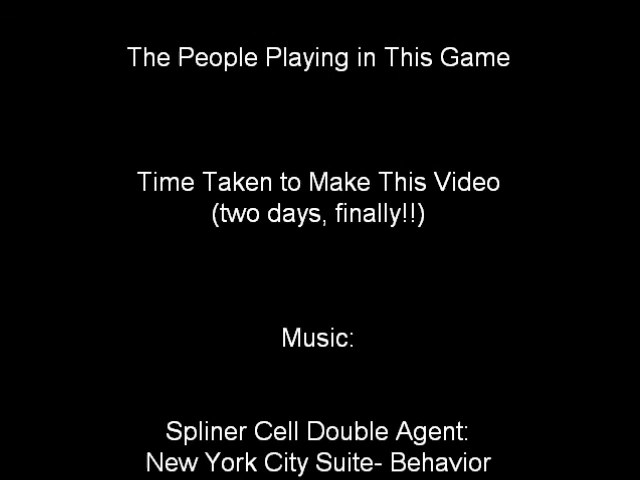 The People Playing in This Game
Time Taken to Make This Video
(two days, finally!!)
Music:
Spliner Cell Double Agent:
New York City Suite- Behavior